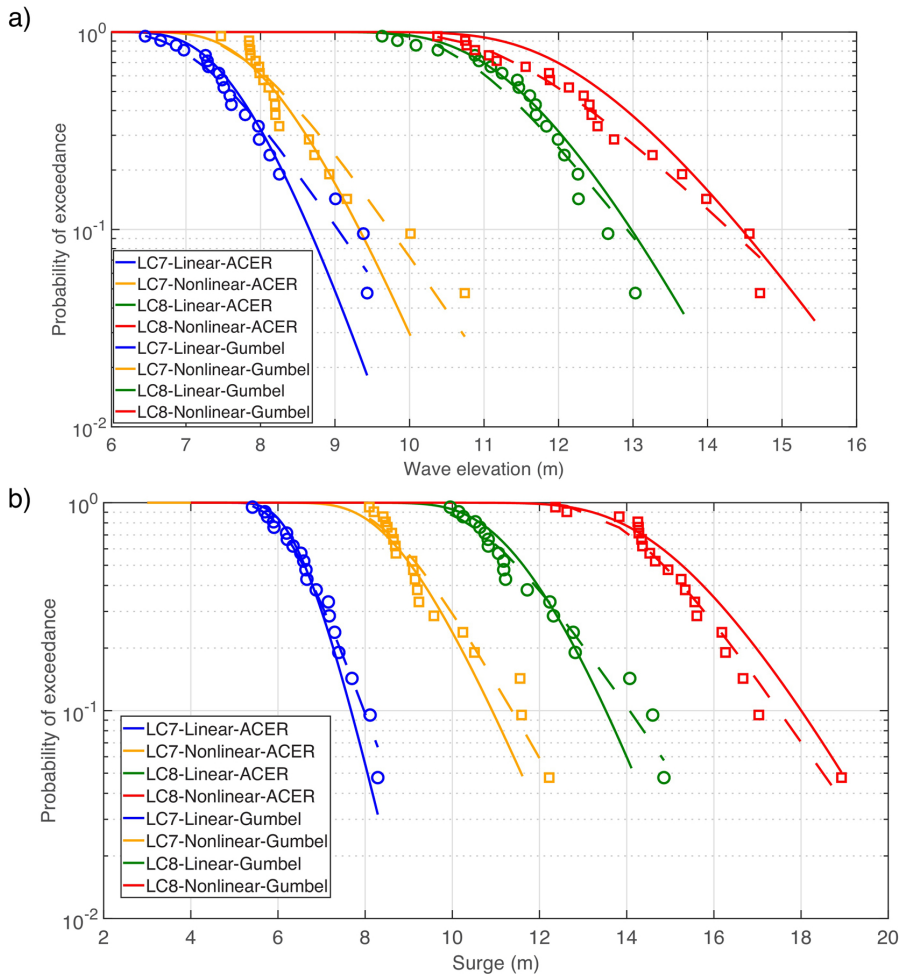 a)
10^0
10^-1
10^-2
Probability of exceedance
LC7-Linear-ACER
LC7-Nonlinear-ACER
LC8-Linear-ACER
LC8-Nonlinear-ACER
LC7-Linear-Gumbel
LC7-Nonlinear-Gumbel
LC8-Linear-Gumbel
LC8-Nonlinear-Gumbel
6 7 8 9 10 11 12 13 14 15 16
Wave elevation (m)
b)
10^0
10^-1
10^-2
Probability of exceedance
LC7-Linear-ACER
LC7-Nonlinear-ACER
LC8-Linear-ACER
LC8-Nonlinear-ACER
LC7-Linear-Gumbel
LC7-Nonlinear-Gumbel
LC8-Linear-Gumbel
LC8-Nonlinear-Gumbel
2 4 6 8 10 12 14 16 18 20
Surge (m)